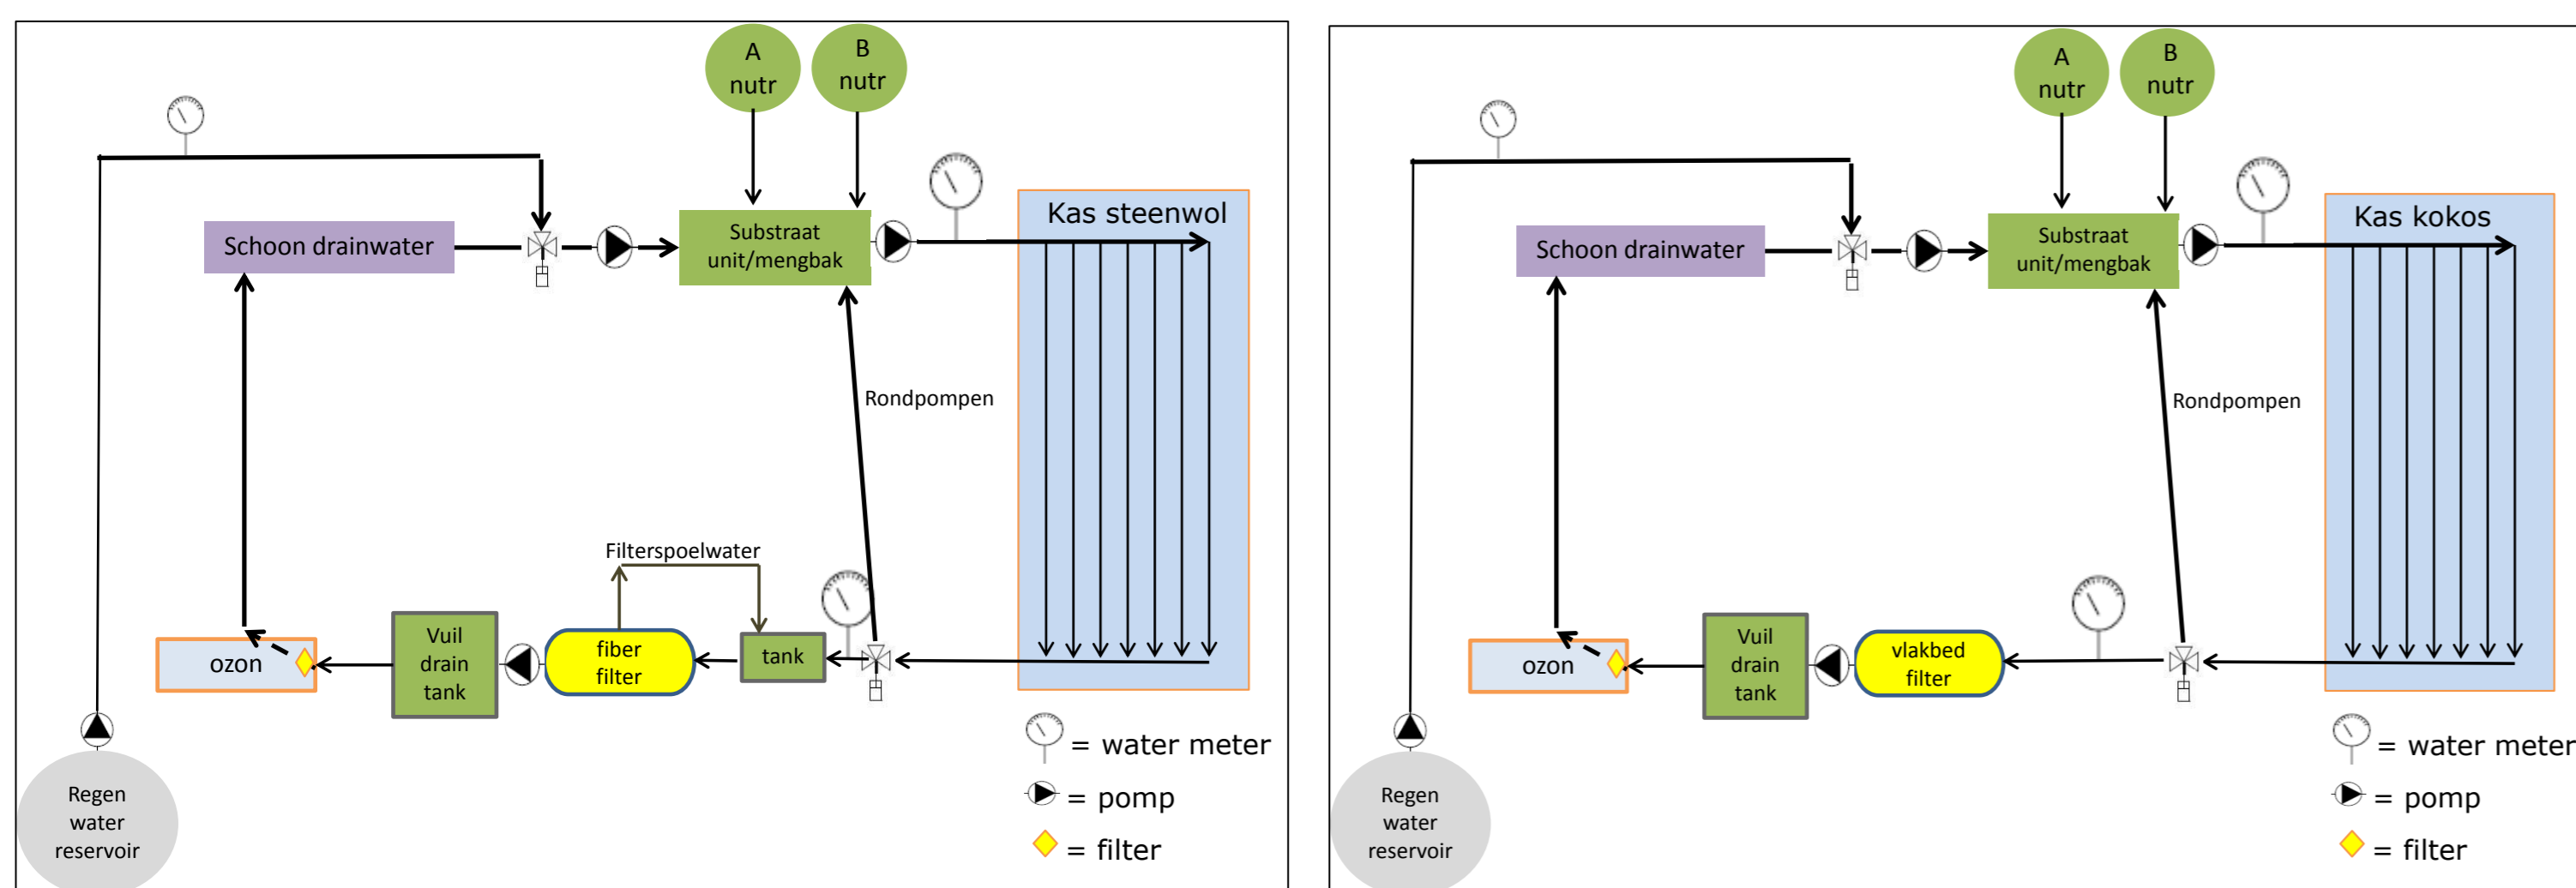 A
nutr
B
nutr
Kas steenwol
Schoon drainwater
Substraat
unit/mengbak
Rondpompen
Filterspoelwater
ozon
Vuil
drain
tank
fiber
filter
tank
Regen
water
reservoir
= water meter
= pomp
= filter
A
nutr
B
nutr
Kas kokos
Schoon drainwater
Substraat
unit/mengbak
Rondpompen
ozon
Vuil
drain
tank
vlakbed
filter
Regen
water
reservoir
= water meter
= pomp
= filter